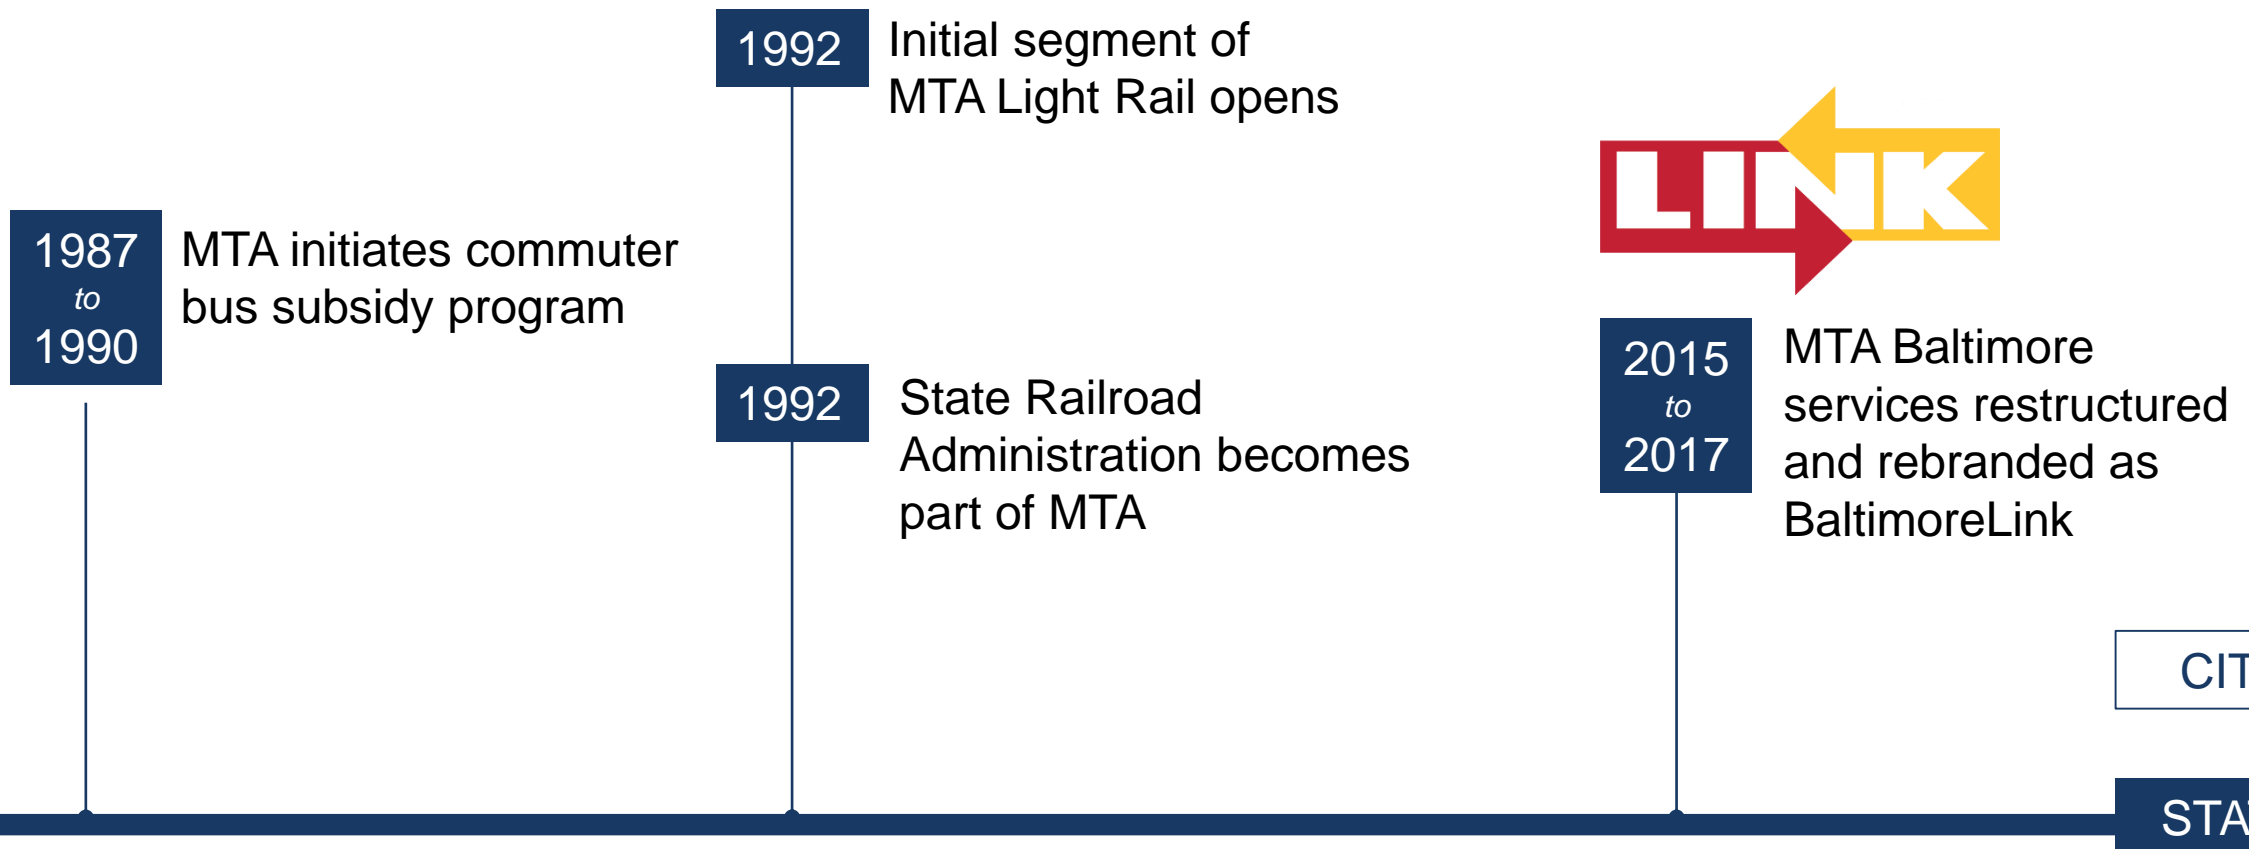 1987
to
1990
MTA initiates commuter
bus subsidy program
1992
Initial segment of
MTA Light Rail opens
1992
State Railroad
Administration becomes
part of MTA
LINK
2015
to
2017
MTA Baltimore
services restructured
and rebranded as
BaltimoreLink